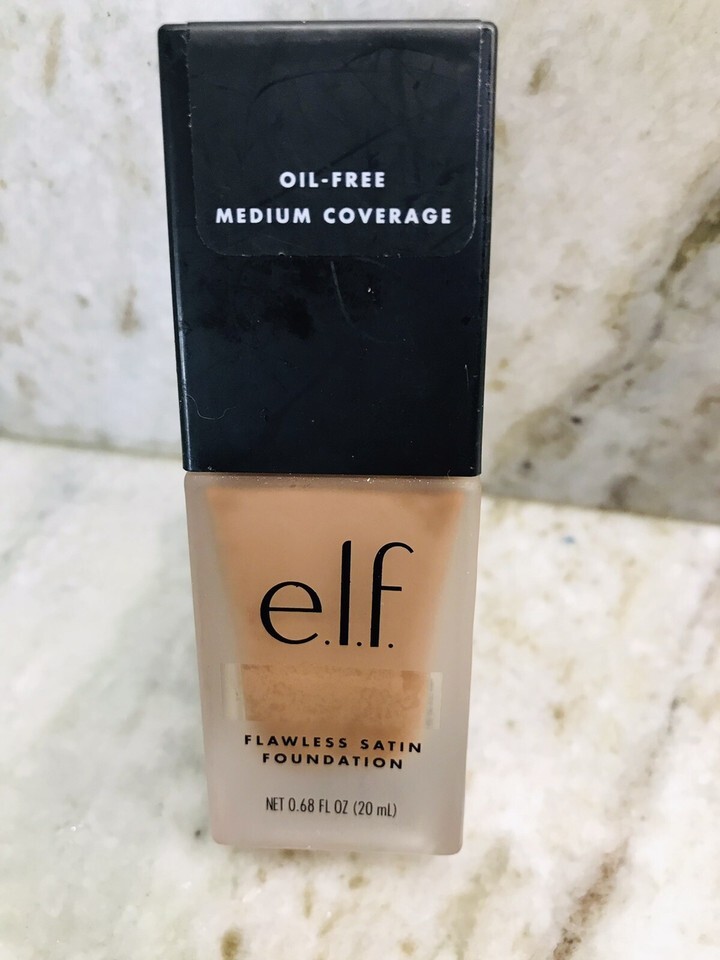 OIL-FREE
MEDIUM COVERAGE
e.l.f.
FLAWLESS SATIN
FOUNDATION
NET 0.68 FL OZ (20 mL)